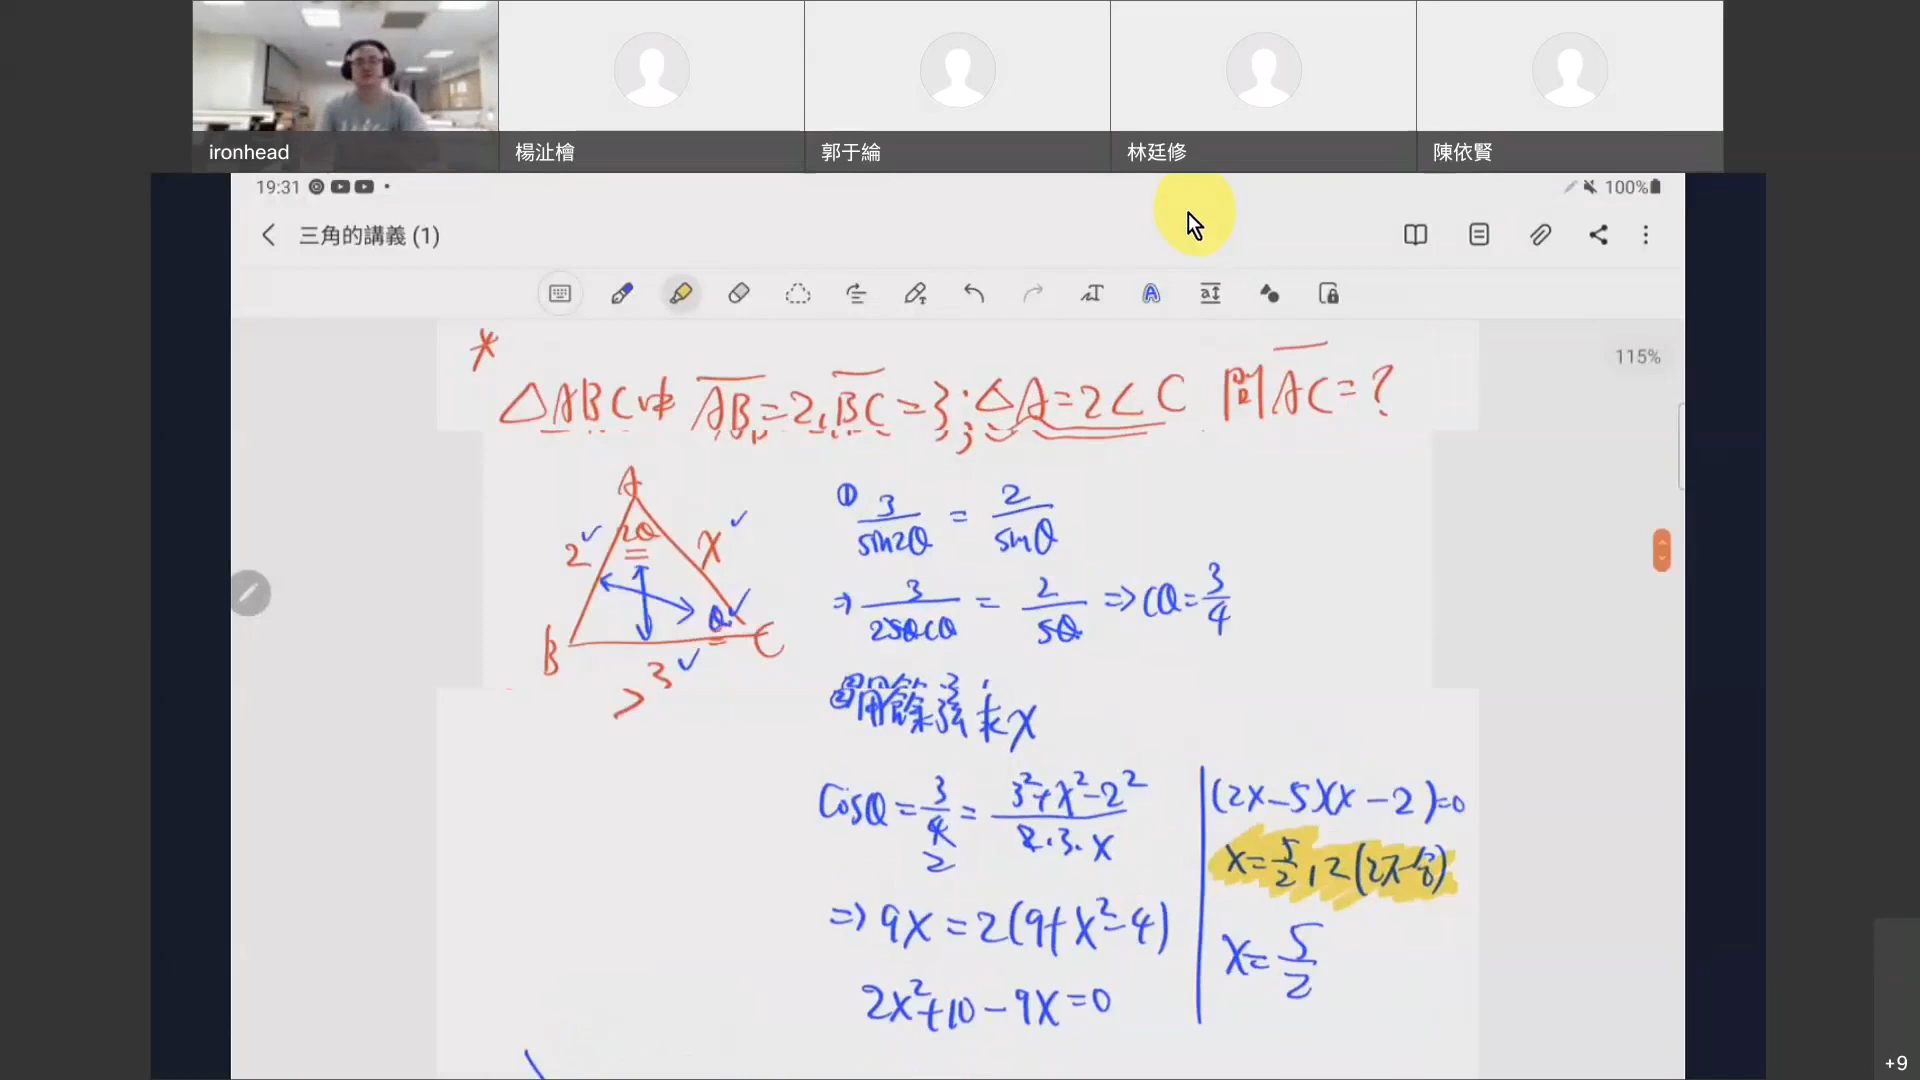 ironhead
楊沚檜
郭于綸
林廷修
陳依賢
19:31
100%
三角的講義 (1)
115%
*
△ABC中 AB=2, BC=3; △A=2∠C 問AC=?
A
2θ
2
x
θ
B
C
3
>
① 3/sin2θ = 2/sinθ
⇒ 3/2sθcθ = 2/sθ ⇒ cθ = 3/4
②用餘弦求x
cosθ = 3/4 = 3²+x²-2² / 2·3·x
2
⇒ 9x = 2(9+x²-4)
2x²+10-9x=0
(2x-5)(x-2)=0
x = 5/2, 2(不合)
x = 5/2
+9